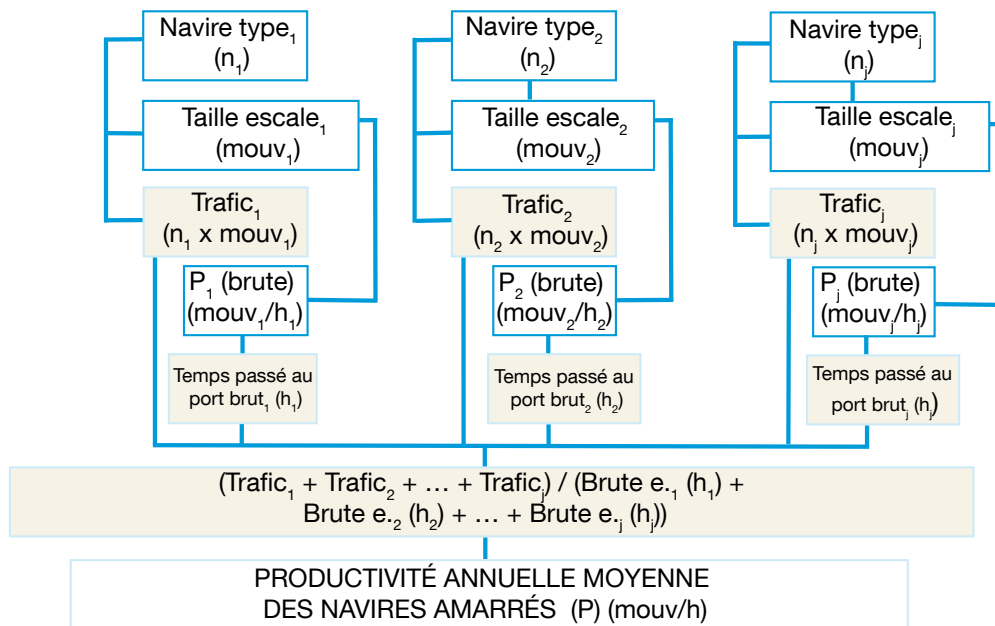 Navire type₁
(n₁)
Taille escale₁
(mouv₁)
Trafic₁
(n₁ x mouv₁)
P₁ (brute)
(mouv₁/h₁)
Temps passé au
port brut₁ (h₁)
Navire type₂
(n₂)
Taille escale₂
(mouv₂)
Trafic₂
(n₂ x mouv₂)
P₂ (brute)
(mouv₂/h₂)
Temps passé au
port brut₂ (h₂)
Navire typeⱼ
(nⱼ)
Taille escaleⱼ
(mouvⱼ)
Traficⱼ
(nⱼ x mouvⱼ)
Pⱼ (brute)
(mouvⱼ/hⱼ)
Temps passé au
port brutⱼ (hⱼ)
(Trafic₁ + Trafic₂ + … + Traficⱼ) / (Brute e.₁ (h₁) +
Brute e.₂ (h₂) + … + Brute e.ⱼ (hⱼ))
PRODUCTIVITÉ ANNUELLE MOYENNE
DES NAVIRES AMARRÉS (P) (mouv/h)